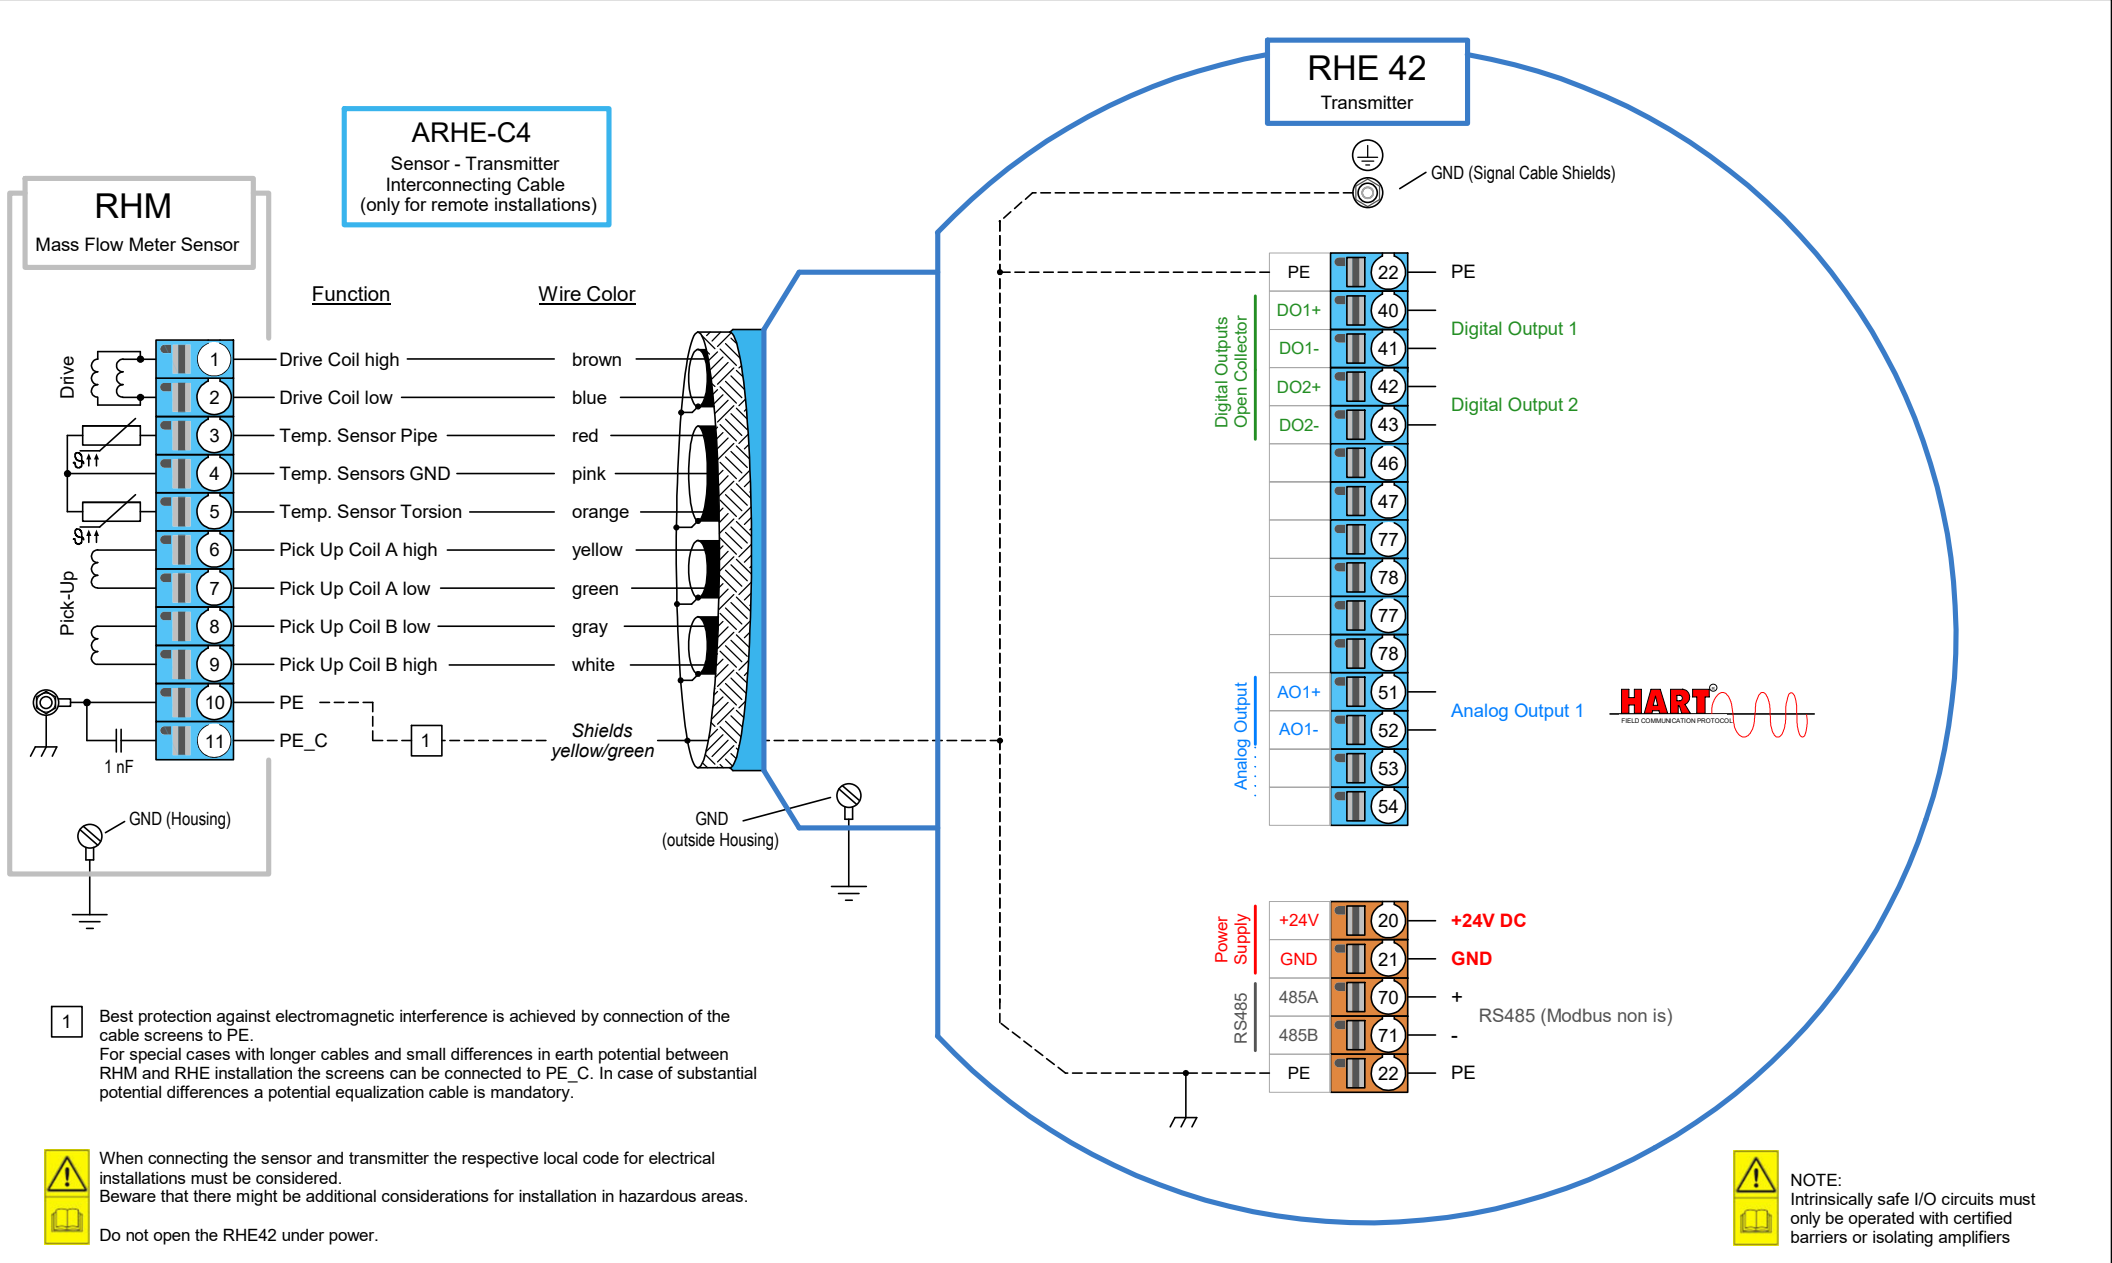 RHE 42
Transmitter
GND (Signal Cable Shields)
ARHE-C4
Sensor - Transmitter
Interconnecting Cable
(only for remote installations)
RHM
Mass Flow Meter Sensor
Function
Wire Color
Drive
1 Drive Coil high brown
2 Drive Coil low blue
3 Temp. Sensor Pipe red
4 Temp. Sensors GND pink
5 Temp. Sensor Torsion orange
ϑ↑↑
ϑ↑↑
Pick-Up
6 Pick Up Coil A high yellow
7 Pick Up Coil A low green
8 Pick Up Coil B low gray
9 Pick Up Coil B high white
10 PE
11 PE_C
1 nF
1
Shields
yellow/green
GND (Housing)
GND
(outside Housing)
PE 22 PE
Digital Outputs
Open Collector
DO1+ 40
DO1- 41
Digital Output 1
DO2+ 42
DO2- 43
Digital Output 2
46
47
77
78
77
78
Analog Output
AO1+ 51
AO1- 52
Analog Output 1
HART®
FIELD COMMUNICATION PROTOCOL
53
54
Power
Supply
+24V 20 +24V DC
GND 21 GND
RS485
485A 70 +
485B 71 -
RS485 (Modbus non is)
PE 22 PE
1
Best protection against electromagnetic interference is achieved by connection of the
cable screens to PE.
For special cases with longer cables and small differences in earth potential between
RHM and RHE installation the screens can be connected to PE_C. In case of substantial
potential differences a potential equalization cable is mandatory.
When connecting the sensor and transmitter the respective local code for electrical
installations must be considered.
Beware that there might be additional considerations for installation in hazardous areas.
Do not open the RHE42 under power.
NOTE:
Intrinsically safe I/O circuits must
only be operated with certified
barriers or isolating amplifiers